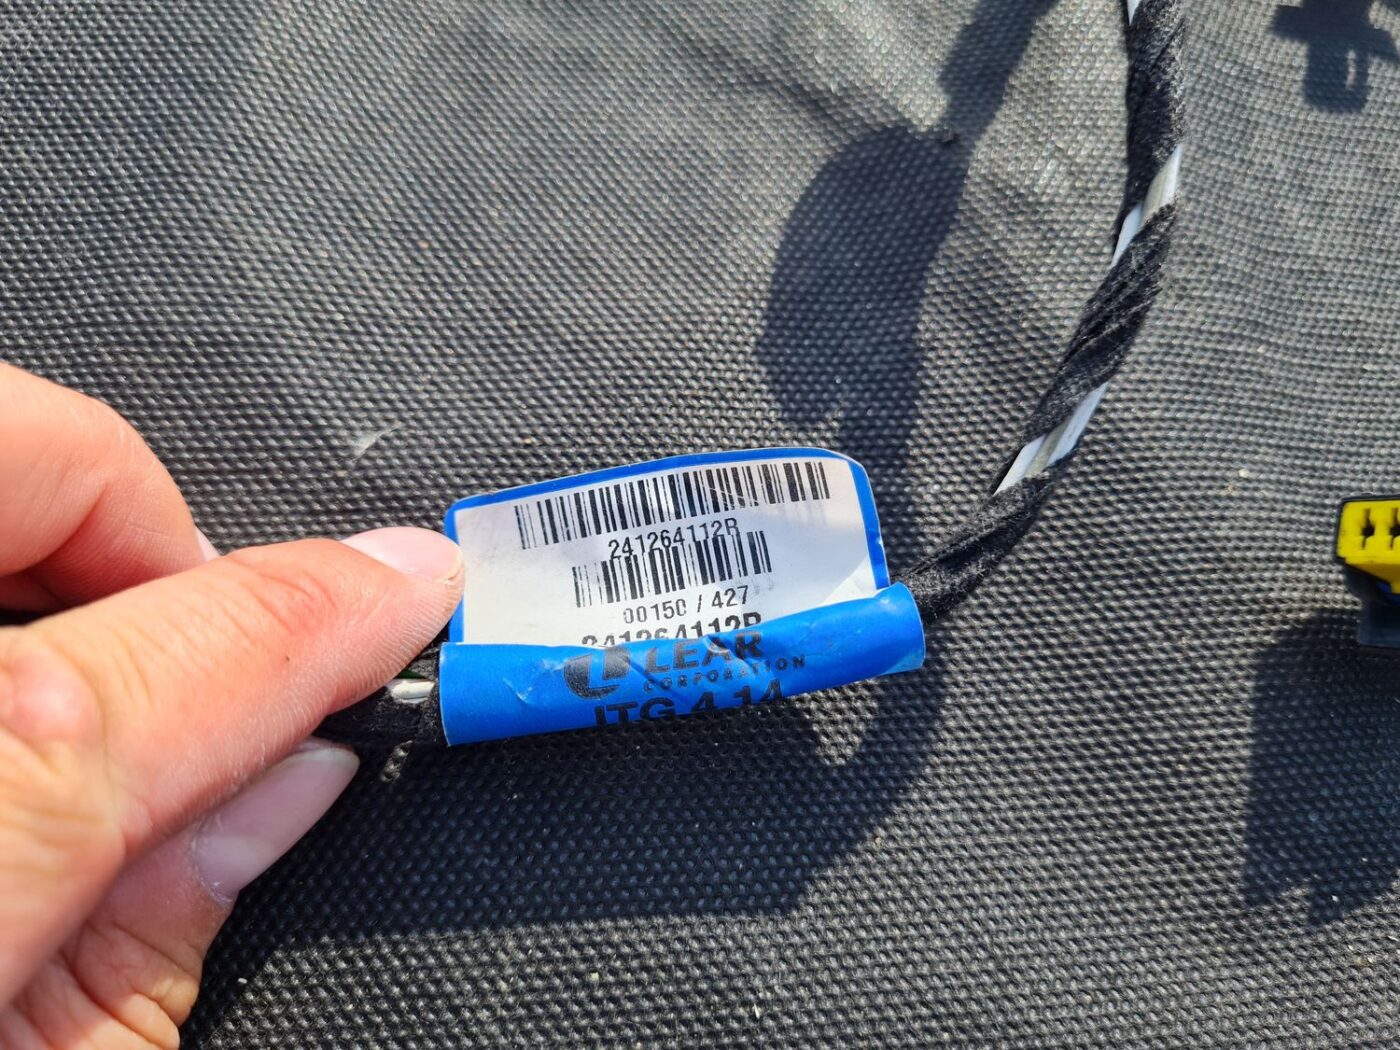 241264112R
00150 / 427
241264112R
LEAR
CORPORATION
ITG 4.14